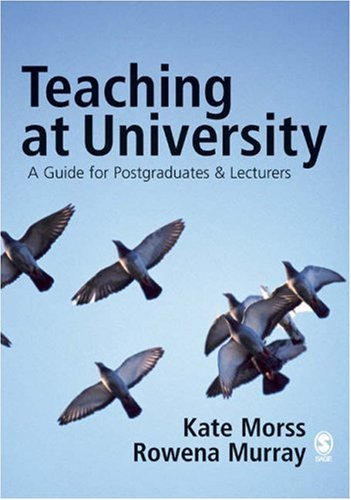 Teaching
at University
A Guide for Postgraduates & Lecturers
Kate Morss
Rowena Murray
SAGE